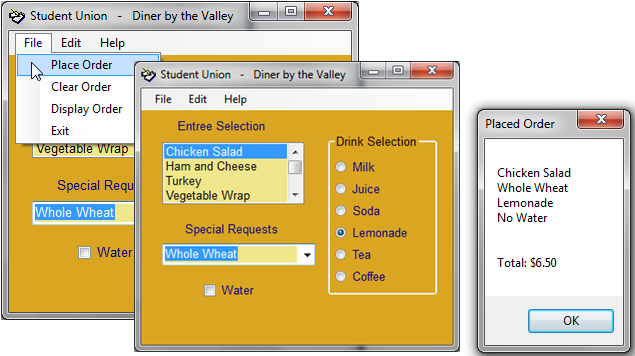 Student Union - Diner by the Valley
File Edit Help
Place Order
Clear Order
Display Order
Exit
Vegetable Wrap
Special Reques
Whole Wheat
Water
Student Union - Diner by the Valley
File Edit Help
Entree Selection
Chicken Salad
Ham and Cheese
Turkey
Vegetable Wrap
Special Requests
Whole Wheat
Water
Drink Selection
Milk
Juice
Soda
Lemonade
Tea
Coffee
Placed Order
Chicken Salad
Whole Wheat
Lemonade
No Water
Total: $6.50
OK